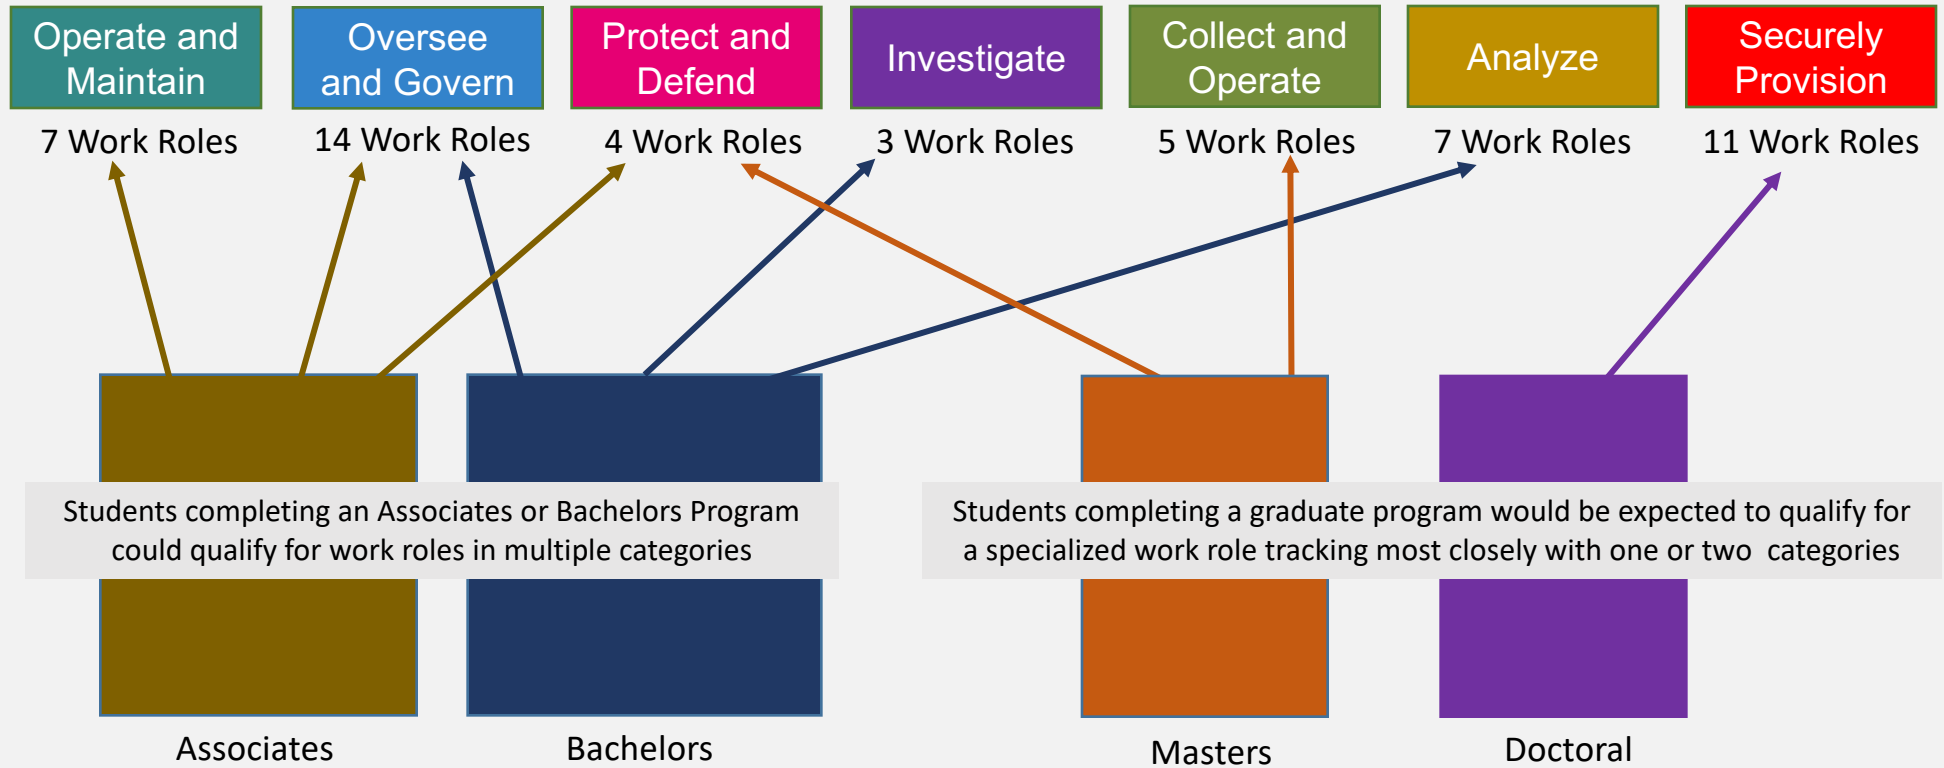 Operate and
Maintain
Oversee
and Govern
Protect and
Defend
Investigate
Collect and
Operate
Analyze
Securely
Provision
7 Work Roles
14 Work Roles
4 Work Roles
3 Work Roles
5 Work Roles
7 Work Roles
11 Work Roles
Students completing an Associates or Bachelors Program
could qualify for work roles in multiple categories
Students completing a graduate program would be expected to qualify for
a specialized work role tracking most closely with one or two  categories
Associates
Bachelors
Masters
Doctoral